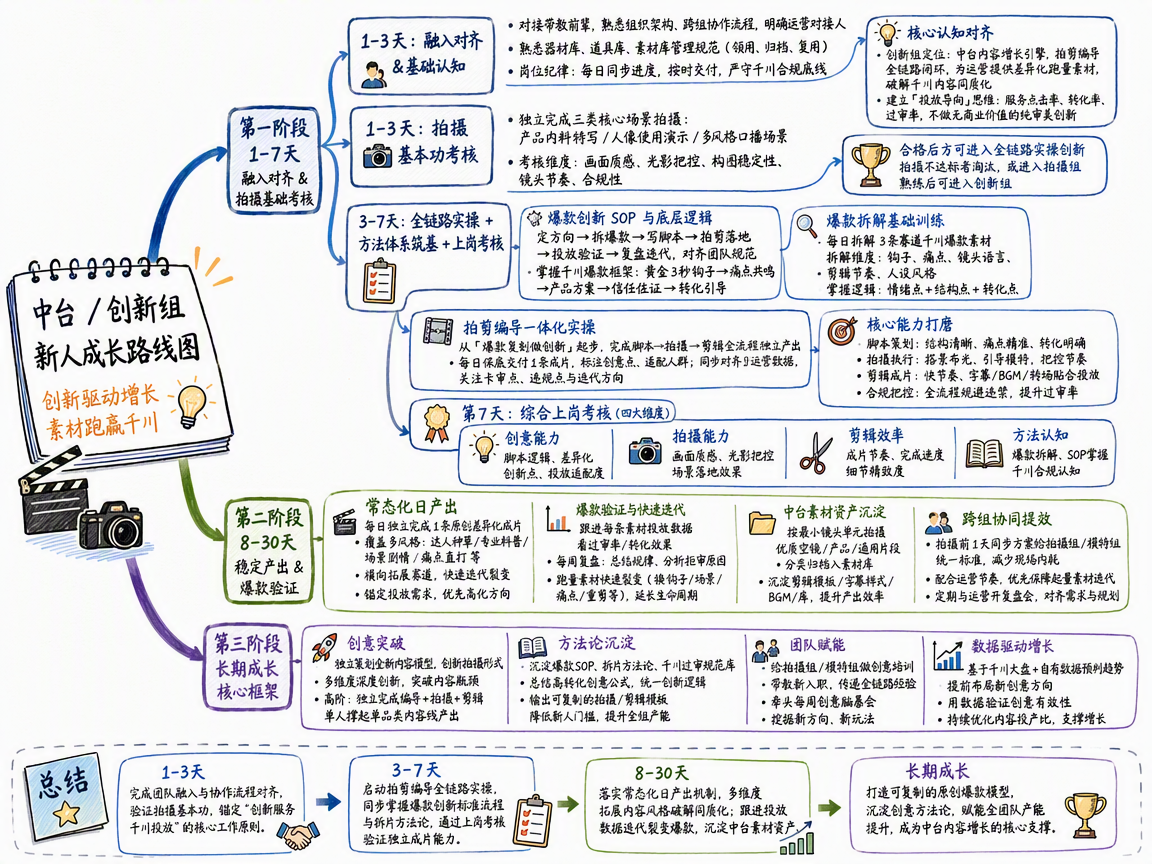 中台 / 创新组
新人成长路线图
创新驱动增长
素材跑赢千川
第一阶段
1-7天
融入对齐 &
拍摄基础考核
1-3天：融入对齐
& 基础认知
• 对接带教前辈，熟悉组织架构、跨组协作流程，明确运营对接人
• 熟悉器材库、道具库、素材库管理规范（领用、归档、复用）
• 岗位纪律：每日同步进度，按时交付，严守千川合规底线
核心认知对齐
• 创新组定位：中台内容增长引擎，拍剪编导
全链路闭环，为运营提供差异化跑量素材，
破解千川内容同质化
• 建立「投放导向」思维：服务点击率、转化率、
过审率，不做无商业价值的纯审美创新
1-3天：拍摄
基本功考核
• 独立完成三类核心场景拍摄：
产品内料特写 / 人像使用演示 / 多风格口播场景
• 考核维度：画面质感、光影把控、构图稳定性、
镜头节奏、合规性
合格后方可进入全链路实操创新
拍摄不达标者淘汰，或进入拍摄组
熟练后可进入创新组
3-7天：全链路实操 +
方法体系筑基 + 上岗考核
爆款创新 SOP 与底层逻辑
定方向→拆爆款→写脚本→拍剪落地
→投放验证→复盘迭代，对齐团队规范
• 掌握千川爆款框架：黄金3秒钩子→痛点共鸣
→产品方案→信任佐证→转化引导
爆款拆解基础训练
• 每日拆解 3条赛道千川爆款素材
拆解维度：钩子、痛点、镜头语言、
• 剪辑节奏、人设风格
掌握逻辑：情绪点+结构点+转化点
拍剪编导一体化实操
从「爆款复刻做创新」起步，完成脚本→拍摄→剪辑全流程独立产出
• 每日保底交付1条成片，标注创意点、适配人群；同步对齐运营数据，
关注卡审点、违规点与迭代方向
核心能力打磨
脚本策划：结构清晰、痛点精准、转化明确
• 拍摄执行：搭景布光、引导模特，把控节奏
• 剪辑成片：快节奏、字幕/BGM/转场贴合投放
• 合规把控：全流程规避违禁，提升过审率
第7天：综合上岗考核 (四大维度)
创意能力
脚本逻辑、差异化
创新点、投放适配度
拍摄能力
画面质感、光影把控
场景落地效果
剪辑效率
成片节奏、完成速度
细节精致度
方法认知
爆款拆解、SOP掌握
千川合规认知
第二阶段
8-30天
稳定产出 &
爆款验证
常态化日产出
• 每日独立完成1条原创差异化成片
• 覆盖多风格：达人种草/专业科普/
场景剧情 / 痛点直打 等
• 横向拓展赛道，快速迭代裂变
• 锚定投放需求，优先高化方向
爆款验证与快速迭代
跟进每条素材投放数据
看过审率/转化效果
• 每周复盘：总结规律、分析拒审原因
• 跑量素材快速裂变（换钩子/场景/
痛点/重剪等），延长生命周期
中台素材资产沉淀
• 按最小镜头单元拍摄
优质空镜/产品/通用片段
• 分类归档入素材库
• 沉淀剪辑模板/字幕样式/
BGM/库，提升产出效率
跨组协同提效
• 拍摄前1天同步方案给拍摄组/模特组
统一标准，减少现场内耗
• 配合运营节奏，优先保障起量素材迭代
• 定期与运营开复盘会，对齐需求与规划
第三阶段
长期成长
核心框架
创意突破
独立策划全新内容模型，创新拍摄形式
• 多维度深度创新，突破内容瓶颈
• 高阶：独立完成编导+拍摄+剪辑
单人撑起单品类内容线产出
方法论沉淀
• 沉淀爆款SOP、拆片方法论、千川过审规范库
• 总结高转化创意公式，统一创新逻辑
• 输出可复制的拍摄/剪辑模板
降低新人门槛，提升全组产能
团队赋能
• 给拍摄组/模特组做创意培训
• 带教新入职，传递全链路经验
• 牵头每周创意脑暴会
• 挖掘新方向、新玩法
数据驱动增长
基于千川大盘+自有数据预判趋势
• 提前布局新创意方向
• 用数据验证创意有效性
• 持续优化内容投产比，支撑增长
总结
1-3天
完成团队融入与协作流程对齐，
验证拍摄基本功，锚定“创新服务
千川投放”的核心工作原则。
3-7天
启动拍剪编导全链路实操，
同步掌握爆款创新标准流程
与拆片方法论，通过上岗考核
验证独立成片能力。
8-30天
落实常态化日产出机制，多维度
拓展内容风格破解同质化；跟进投放
数据迭代裂变爆款，沉淀中台素材资产。
长期成长
打造可复制的原创爆款模型，
沉淀创意方法论，赋能全团队产能
提升，成为中台内容增长的核心支撑。